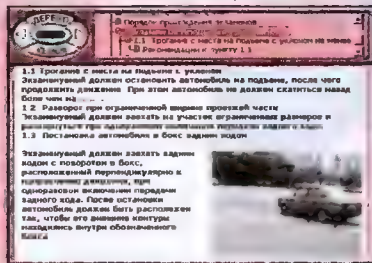 Порядок проведения экзаменов
1.1 Трогание с места на подъеме с уклоном не менее
Рекомендации к пункту 1.1
1.1 Трогание с места на подъеме с уклоном
Экзаменуемый должен остановить автомобиль на подъеме, после чего
продолжить движение. При этом автомобиль не должен скатиться назад
более чем на
1.2 Разворот при ограниченной ширине проезжей части
Экзаменуемый должен заехать на участок ограниченных размеров и
развернуться при одноразовом включении передачи заднего хода.
1.3 Постановка автомобиля в бокс задним ходом
Экзаменуемый должен заехать задним
ходом с поворотом в бокс,
расположенный перпендикулярно к
направлению движения, при
одноразовом включении передачи
заднего хода. После остановки
автомобиль должен быть расположен
так, чтобы его внешние контуры
находились внутри обозначенного
бокса